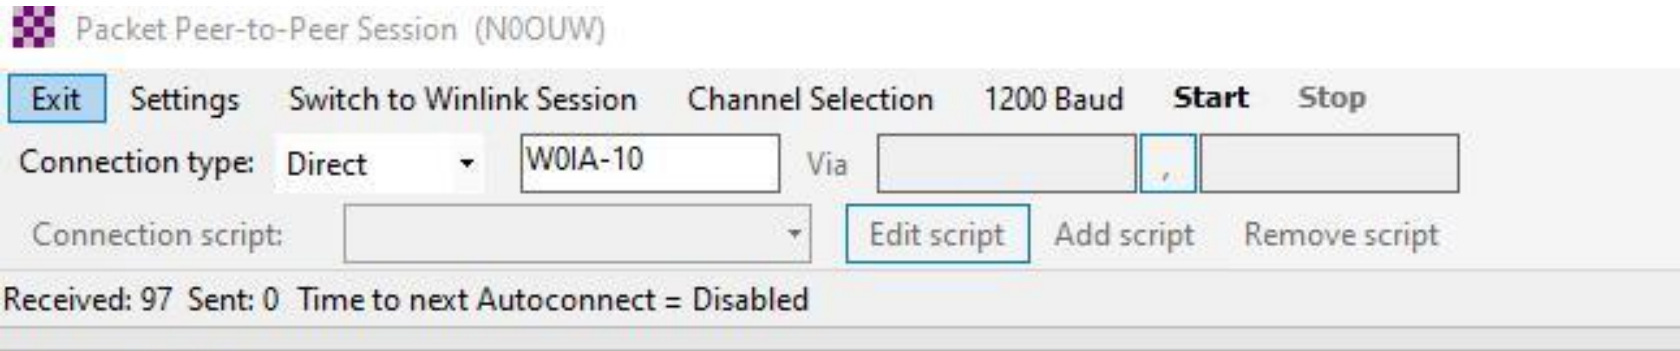 Packet Peer-to-Peer Session (N0OUW)
Exit Settings Switch to Winlink Session Channel Selection 1200 Baud Start Stop
Connection type: Direct W0IA-10 Via ,
Connection script: Edit script Add script Remove script
Received: 97 Sent: 0 Time to next Autoconnect = Disabled